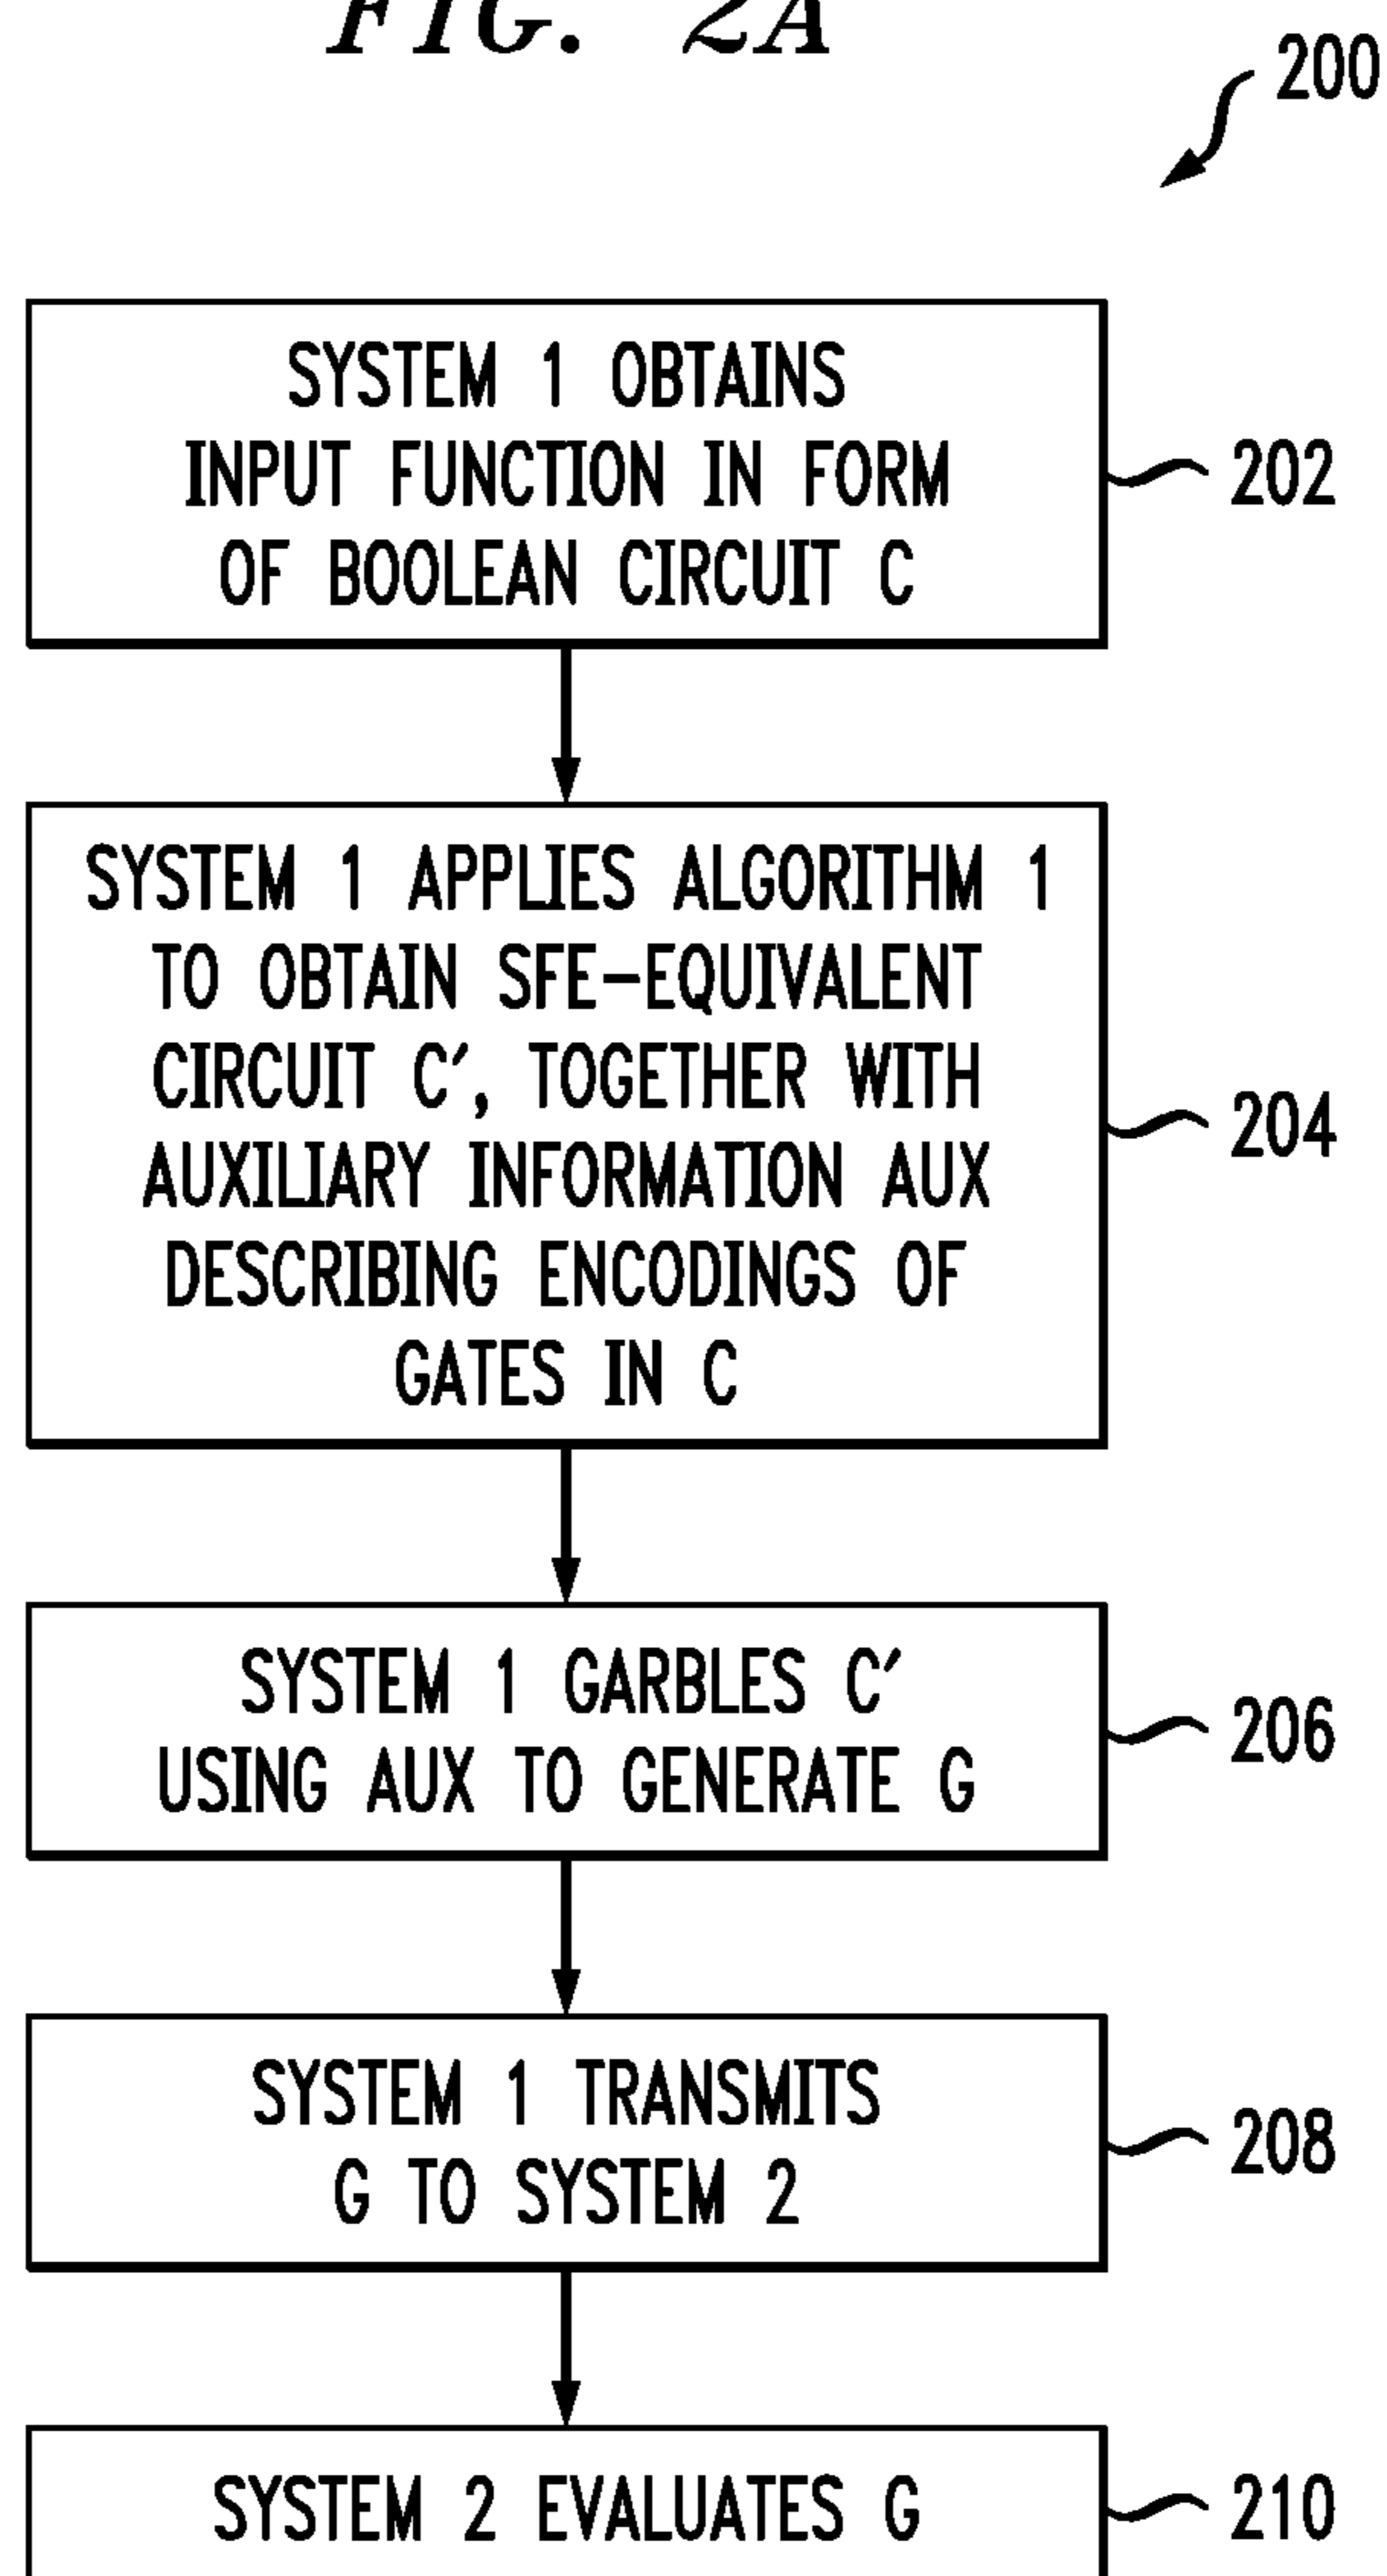 FIG. 2A
200
SYSTEM 1 OBTAINS
INPUT FUNCTION IN FORM
OF BOOLEAN CIRCUIT C
202
SYSTEM 1 APPLIES ALGORITHM 1
TO OBTAIN SFE-EQUIVALENT
CIRCUIT C′, TOGETHER WITH
AUXILIARY INFORMATION AUX
DESCRIBING ENCODINGS OF
GATES IN C
204
SYSTEM 1 GARBLES C′
USING AUX TO GENERATE G
206
SYSTEM 1 TRANSMITS
G TO SYSTEM 2
208
SYSTEM 2 EVALUATES G
210